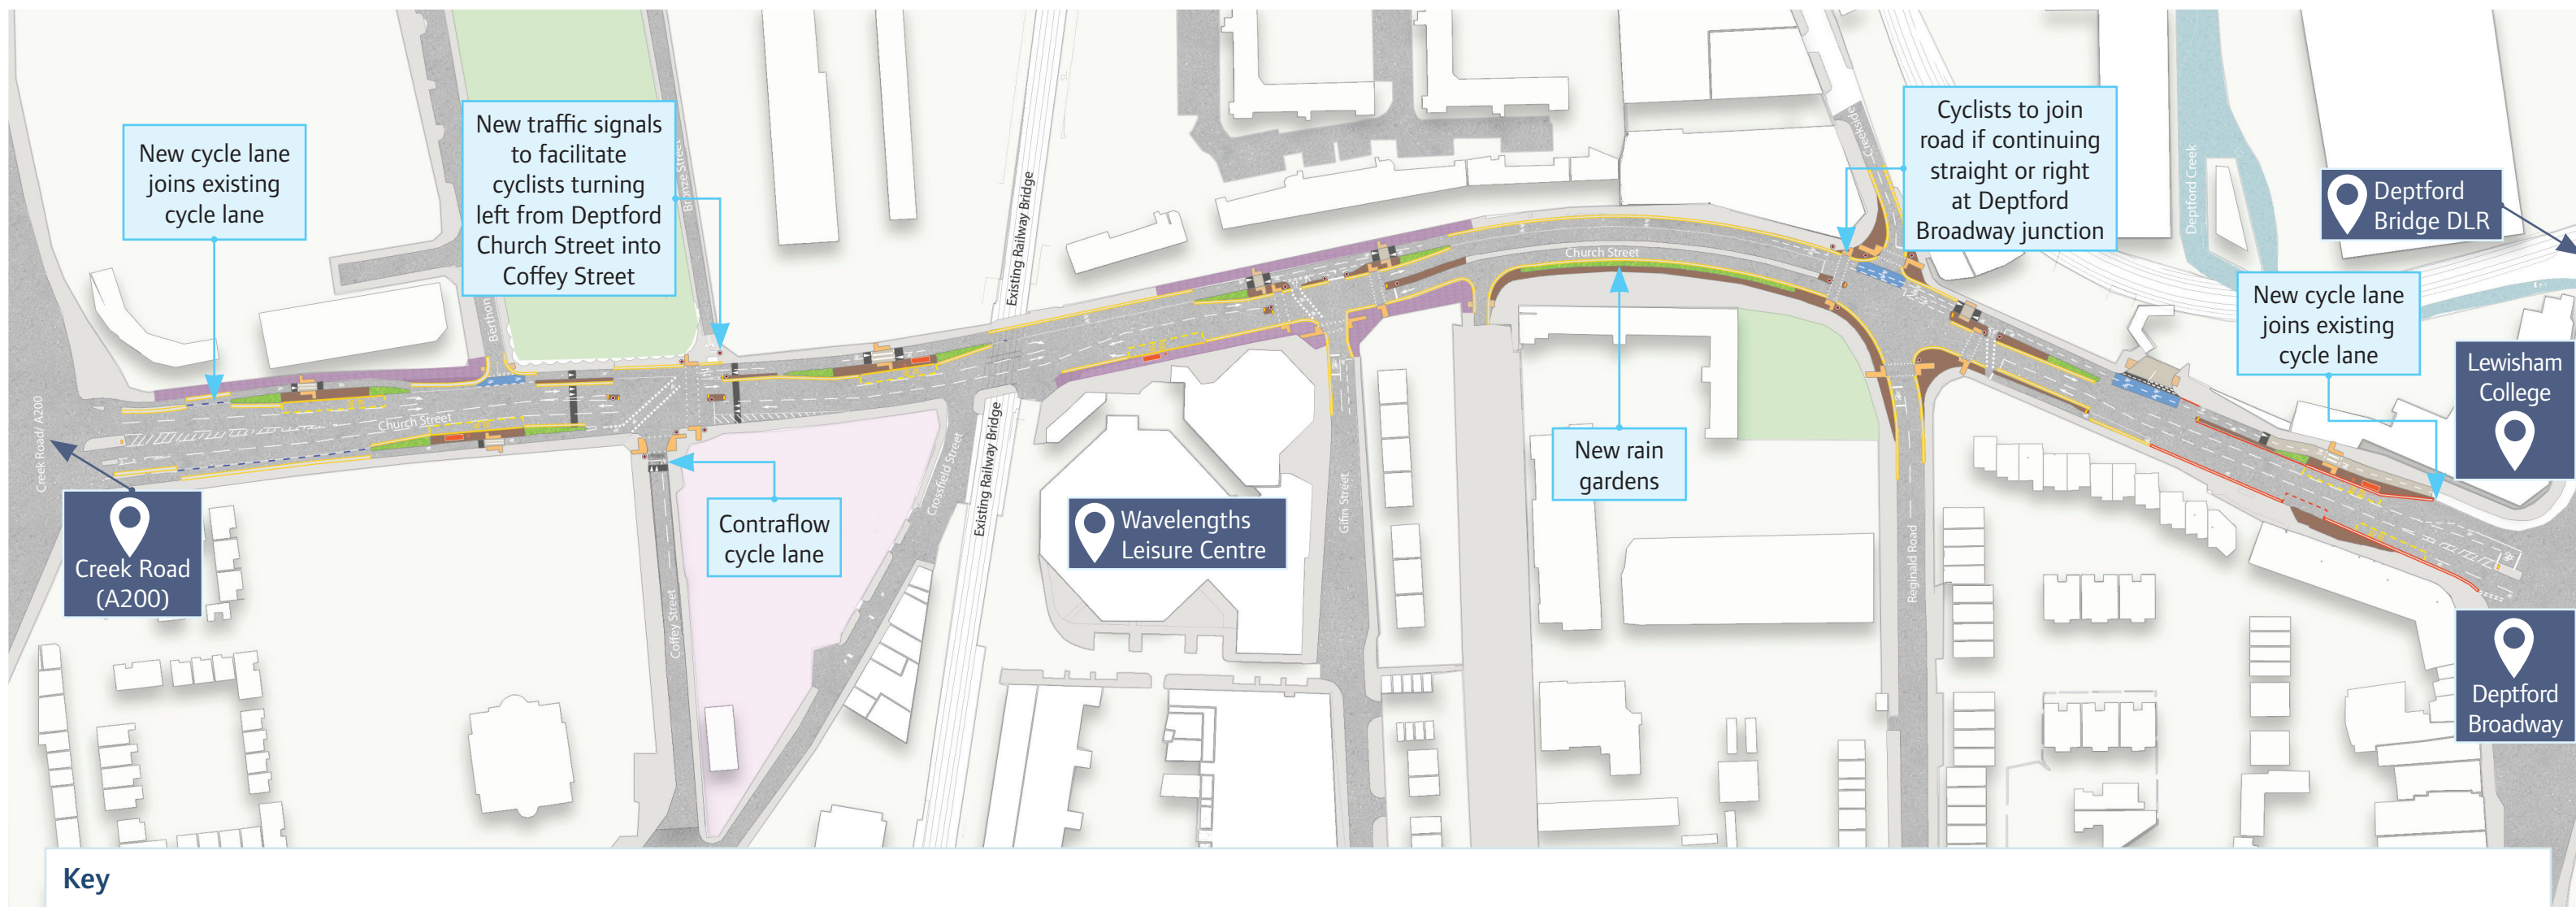 New cycle lane
joins existing
cycle lane
New traffic signals
to facilitate
cyclists turning
left from Deptford
Church Street into
Coffey Street
Cyclists to join
road if continuing
straight or right
at Deptford
Broadway junction
Deptford
Bridge DLR
New cycle lane
joins existing
cycle lane
Lewisham
College
Deptford
Broadway
New rain
gardens
Wavelengths
Leisure Centre
Contraflow
cycle lane
Creek Road
(A200)
Creek Road/ A200
Church Street
Berthon
Bronze Street
Existing Railway Bridge
Existing Railway Bridge
Coffey Street
Crossfield Street
Giffin Street
Church Street
Reginald Road
Creekside
Deptford Creek
Key